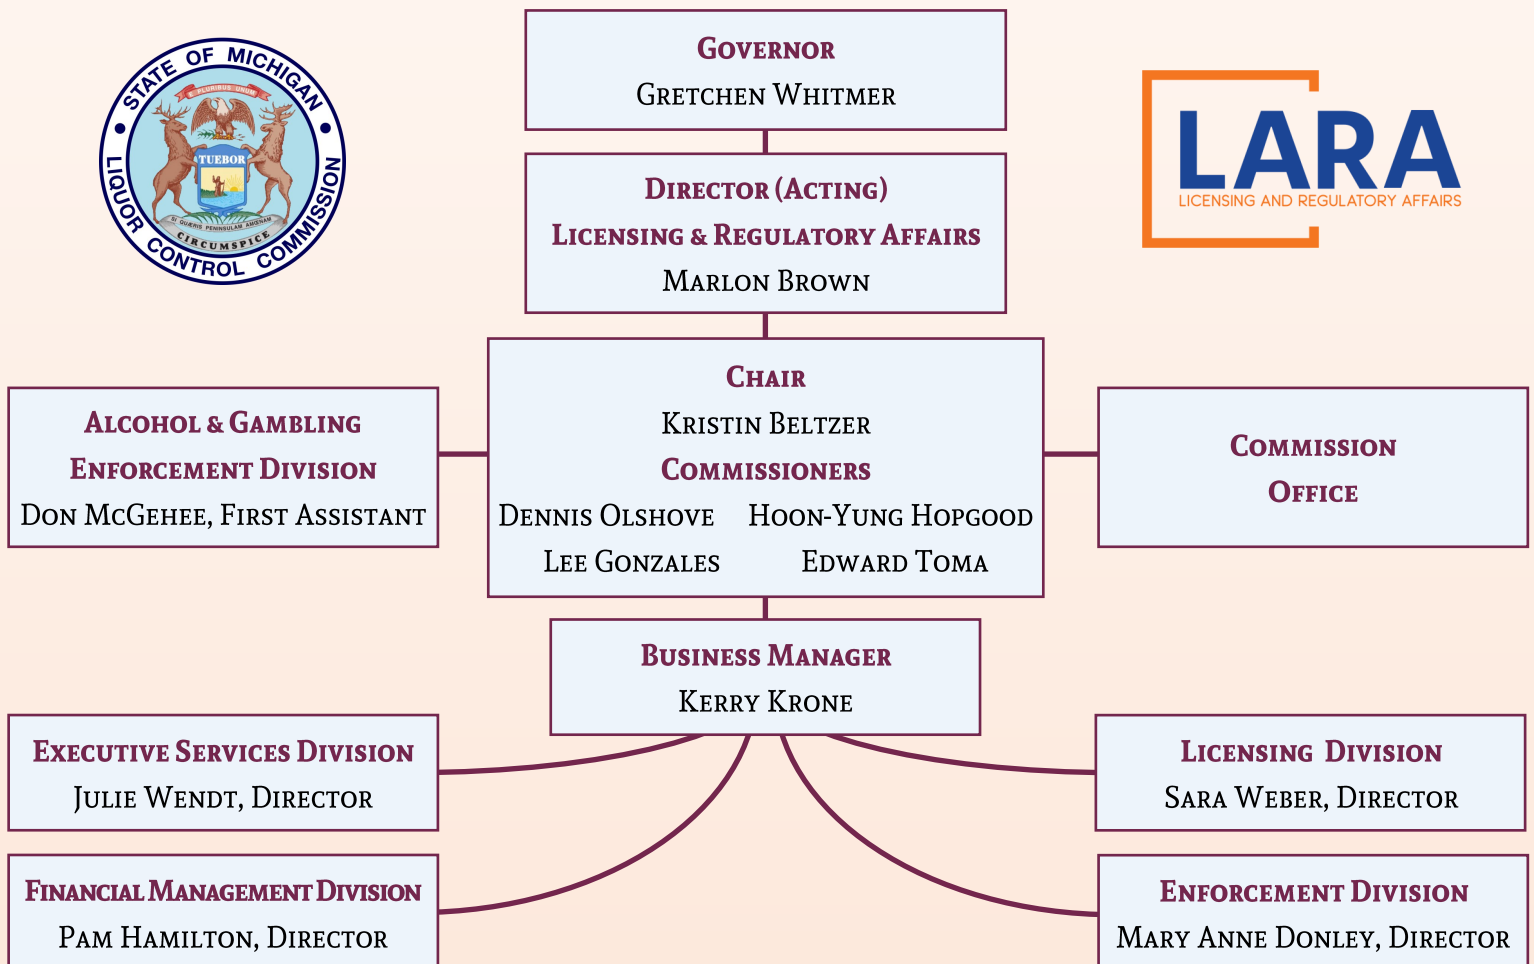 STATE OF MICHIGAN
LIQUOR CONTROL COMMISSION
E PLURIBUS UNUM
TUEBOR
SI QUÆRIS PENINSULAM AMŒNAM
CIRCUMSPICE
LARA
LICENSING AND REGULATORY AFFAIRS
Governor
Gretchen Whitmer
Director (Acting)
Licensing & Regulatory Affairs
Marlon Brown
Chair
Kristin Beltzer
Commissioners
Dennis Olshove Hoon-Yung Hopgood
Lee Gonzales Edward Toma
Alcohol & Gambling
Enforcement Division
Don McGehee, First Assistant
Commission
Office
Business Manager
Kerry Krone
Executive Services Division
Julie Wendt, Director
Licensing Division
Sara Weber, Director
Financial Management Division
Pam Hamilton, Director
Enforcement Division
Mary Anne Donley, Director